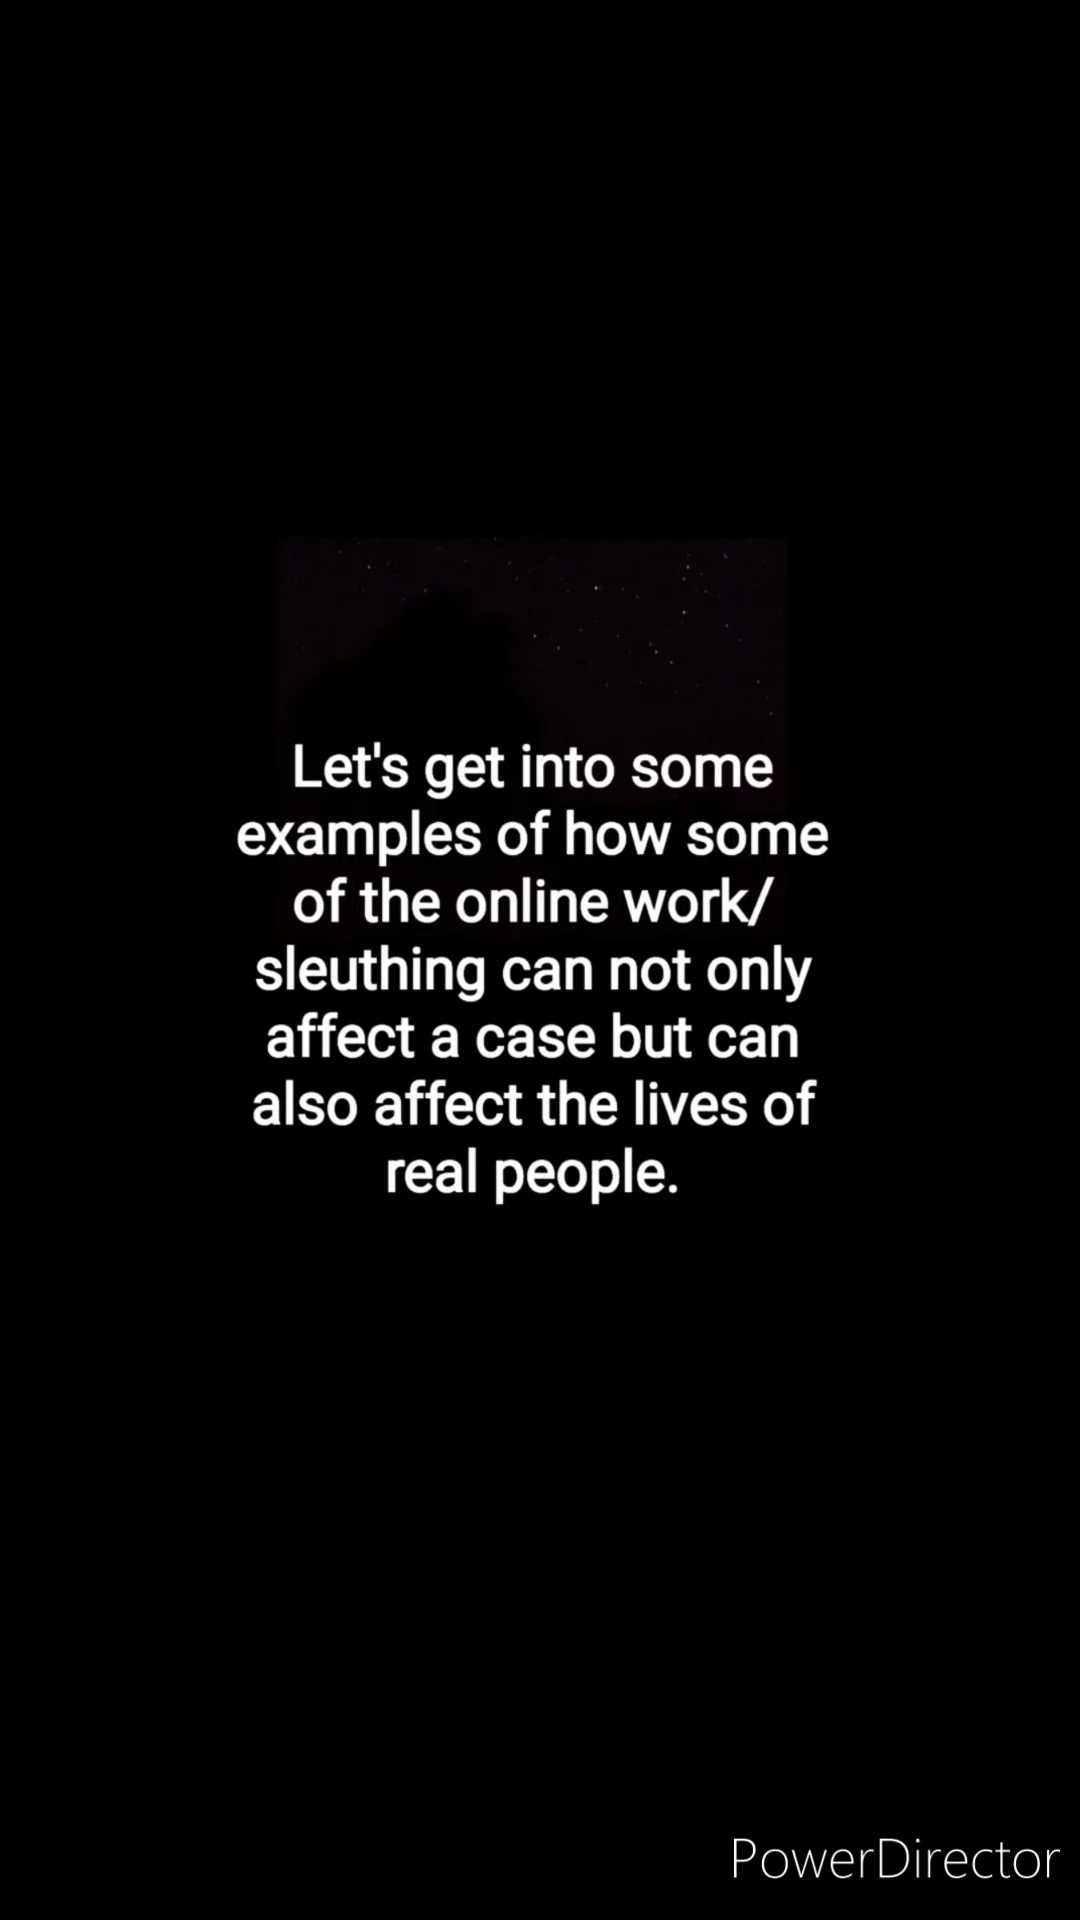 Let's get into some
examples of how some
of the online work/
sleuthing can not only
affect a case but can
also affect the lives of
real people.
PowerDirector